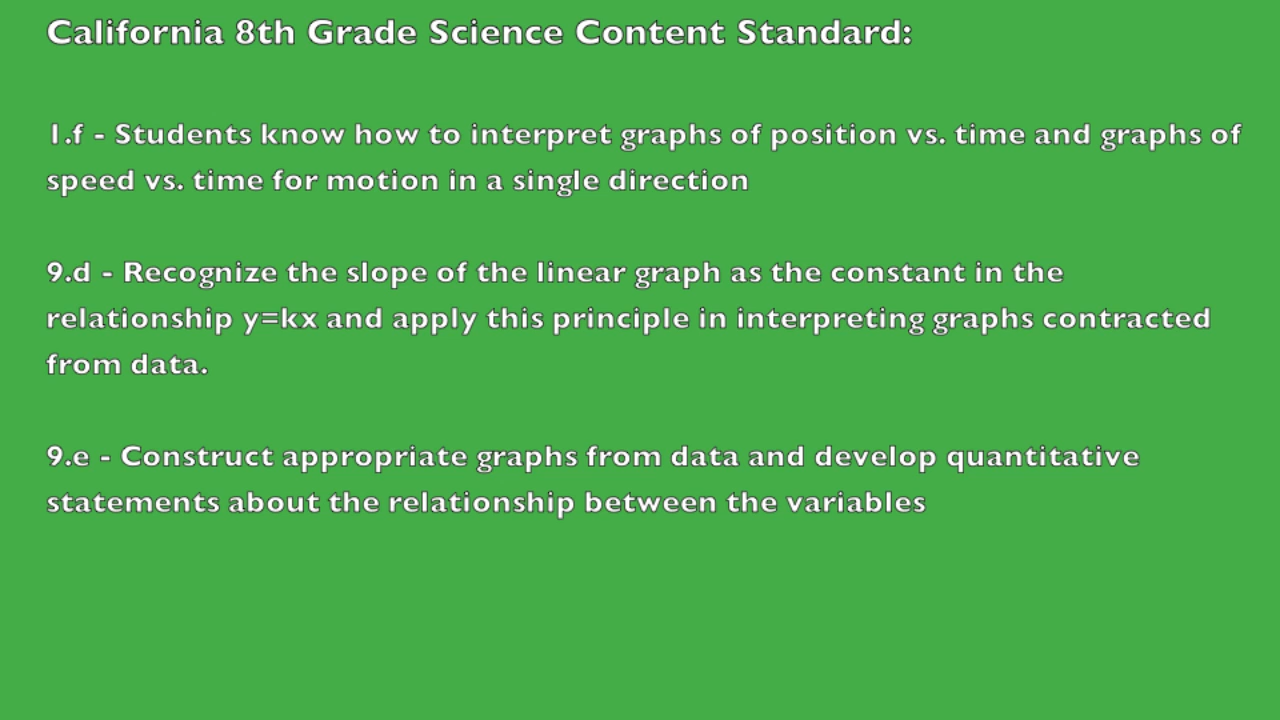 California 8th Grade Science Content Standard:
1.f - Students know how to interpret graphs of position vs. time and graphs of
speed vs. time for motion in a single direction
9.d - Recognize the slope of the linear graph as the constant in the
relationship y=kx and apply this principle in interpreting graphs contracted
from data.
9.e - Construct appropriate graphs from data and develop quantitative
statements about the relationship between the variables